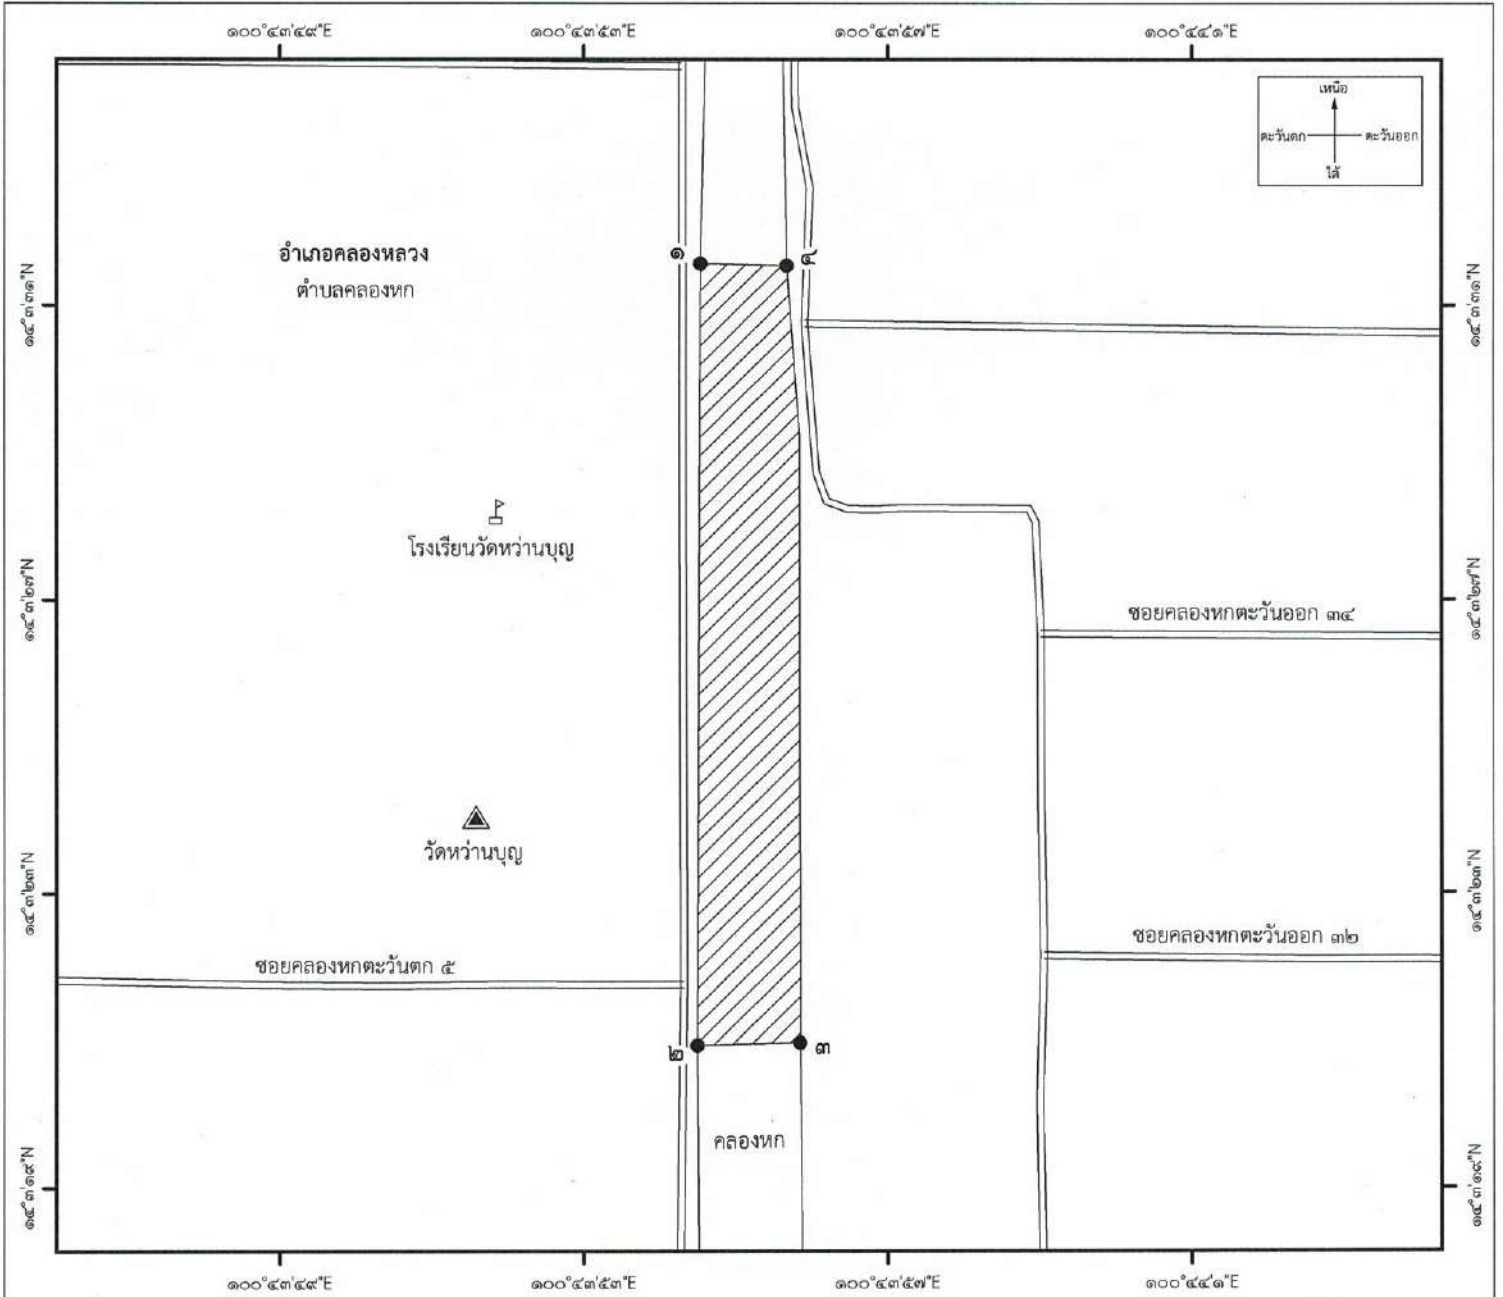 ๑๐๐°๔๓'๔๙"E
๑๐๐°๔๓'๕๓"E
๑๐๐°๔๓'๕๗"E
๑๐๐°๔๔'๑"E
เหนือ
ตะวันตก
ตะวันออก
ใต้
อำเภอคลองหลวง
ตำบลคลองหก
๑
๔
๑๔°๓'๓๑"N
๑๔°๓'๓๑"N
โรงเรียนวัดหว่านบุญ
๑๔°๓'๒๗"N
๑๔°๓'๒๗"N
ซอยคลองหกตะวันออก ๓๔
วัดหว่านบุญ
๑๔°๓'๒๓"N
๑๔°๓'๒๓"N
ซอยคลองหกตะวันออก ๓๒
ซอยคลองหกตะวันตก ๕
๒
๓
คลองหก
๑๔°๓'๑๙"N
๑๔°๓'๑๙"N
๑๐๐°๔๓'๔๙"E
๑๐๐°๔๓'๕๓"E
๑๐๐°๔๓'๕๗"E
๑๐๐°๔๔'๑"E